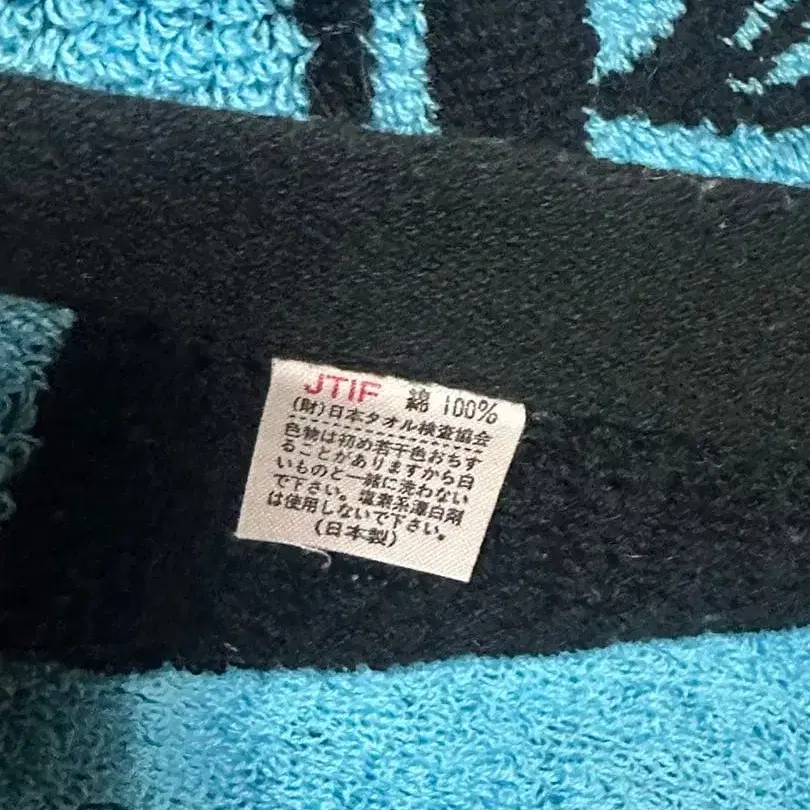 JTIF 綿 100%
(財)日本タオル検査協会
色物は初め若干色おちす
ることがありますから白
いものと一緒に洗わない
で下さい。塩素系漂白剤
は使用しないで下さい。
(日本製)